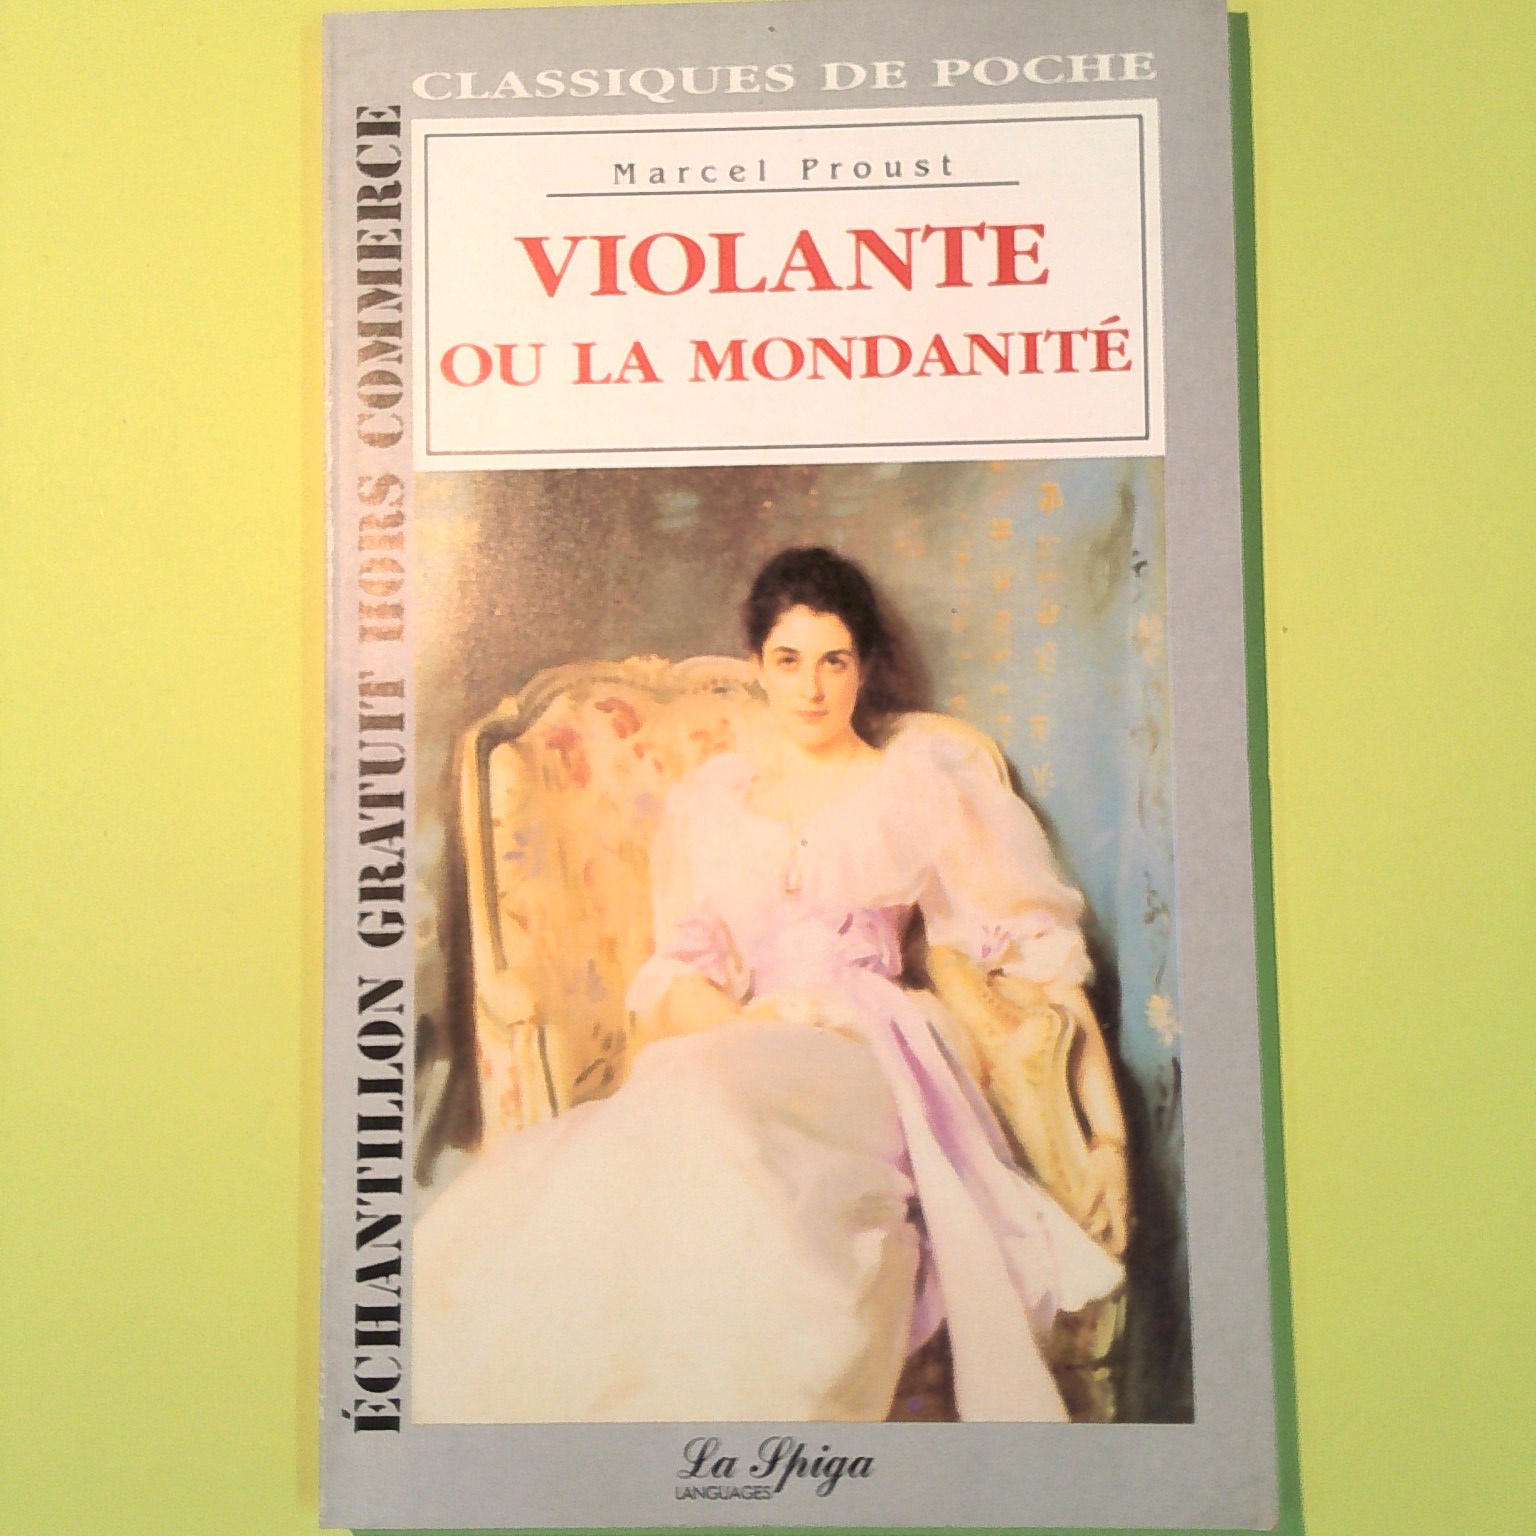 CLASSIQUES DE POCHE
Marcel Proust
VIOLANTE
OU LA MONDANITÉ
ÉCHANTILLON GRATUIT HORS COMMERCE
La Spiga
LANGUAGES